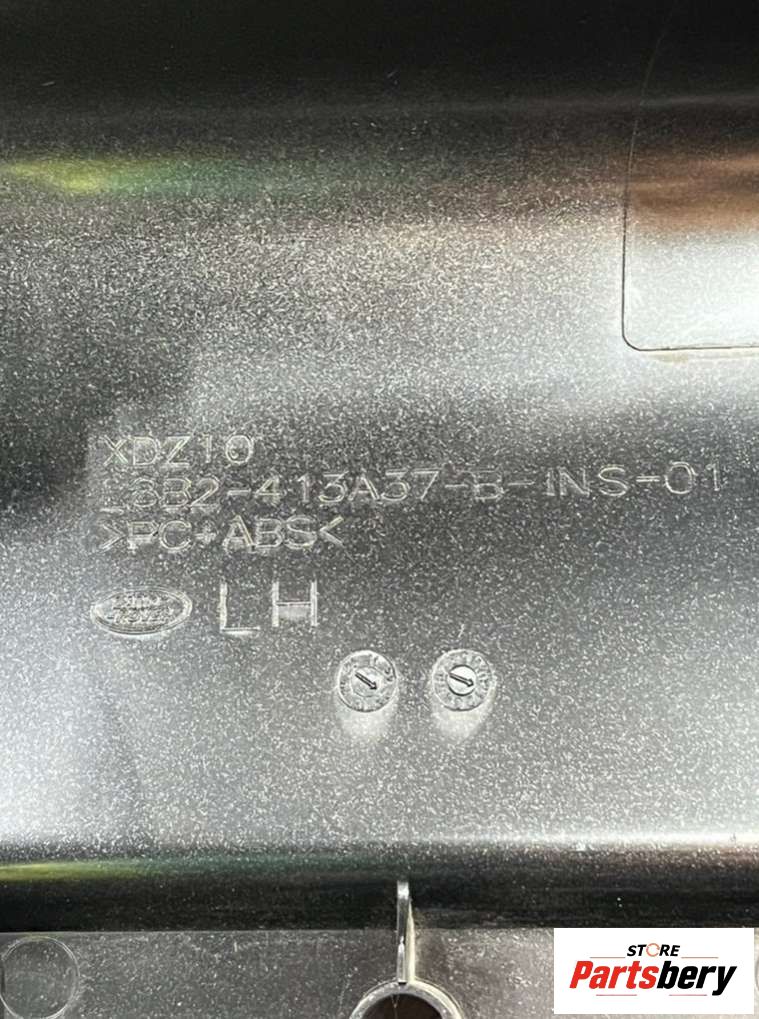 XDZ10
L8B2-413A37-B-INS-01
>PC+ABS<
LH
STORE
Partsbery